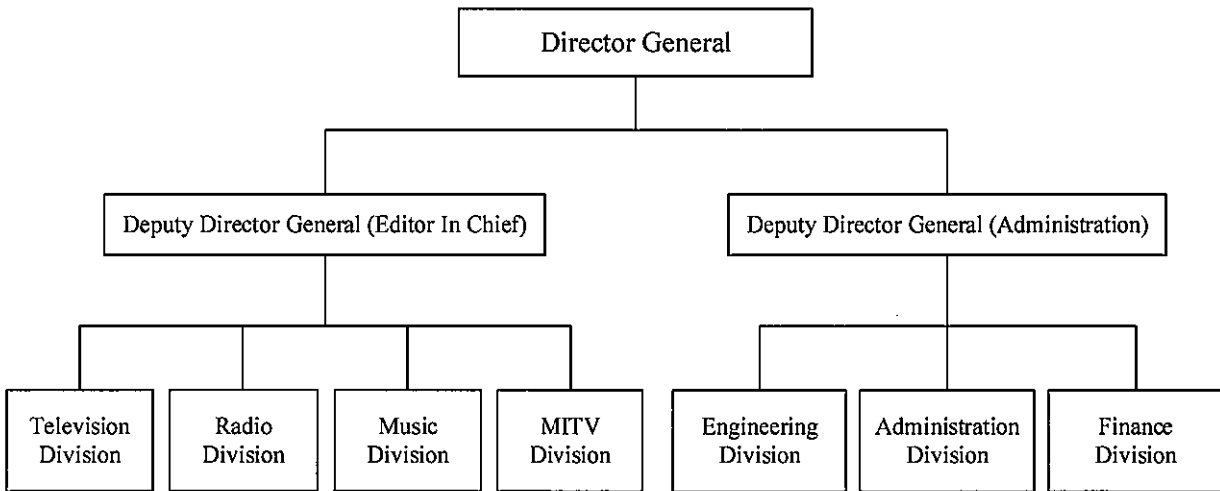 Director General
Deputy Director General (Editor In Chief)
Deputy Director General (Administration)
Television
Division
Radio
Division
Music
Division
MITV
Division
Engineering
Division
Administration
Division
Finance
Division